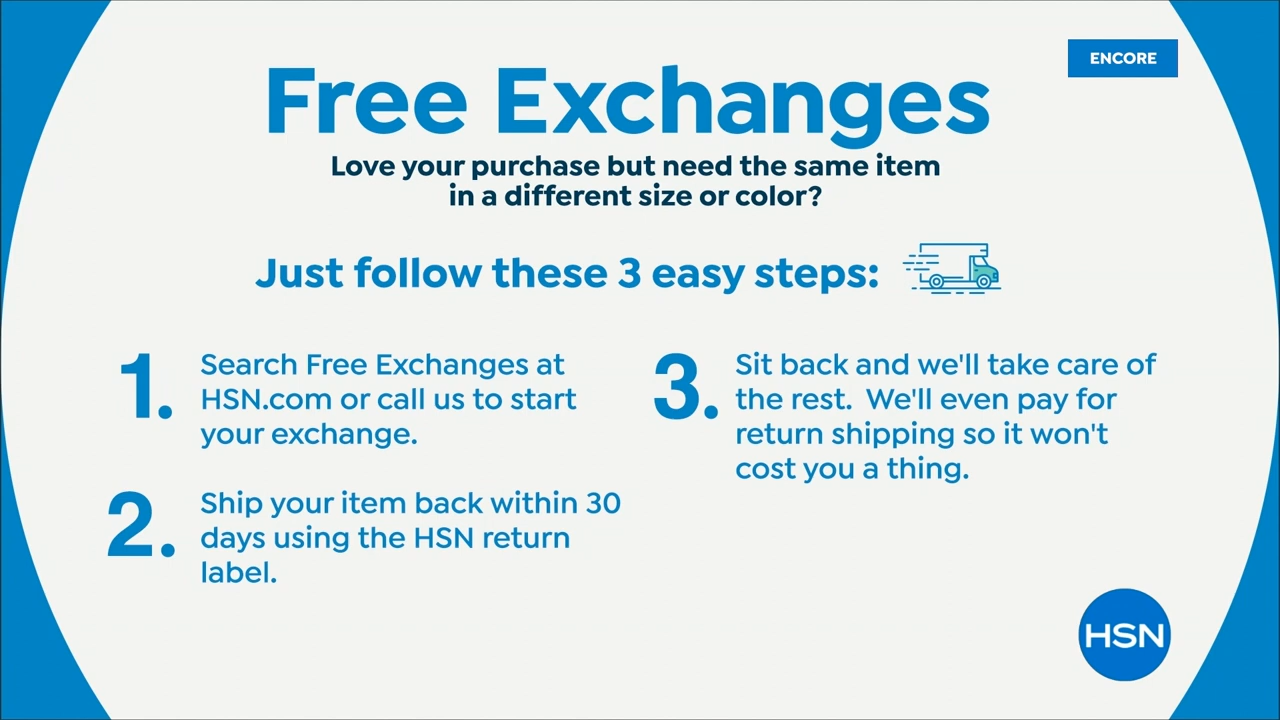 ENCORE
Free Exchanges
Love your purchase but need the same item
in a different size or color?
Just follow these 3 easy steps:
1. Search Free Exchanges at
HSN.com or call us to start
your exchange.
2. Ship your item back within 30
days using the HSN return
label.
3. Sit back and we'll take care of
the rest. We'll even pay for
return shipping so it won't
cost you a thing.
HSN